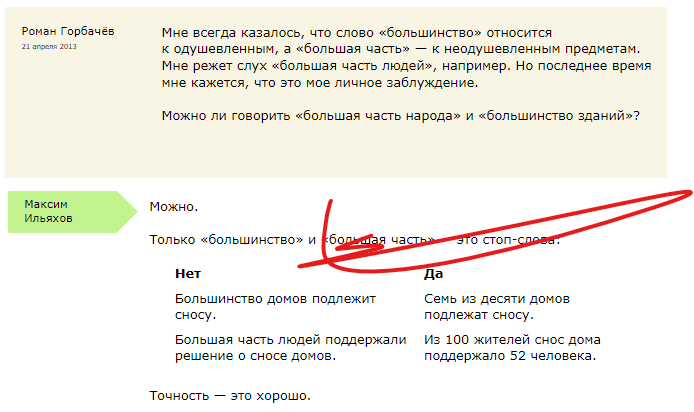 Роман Горбачёв
21 апреля 2013
Мне всегда казалось, что слово «большинство» относится
к одушевленным, а «большая часть» — к неодушевленным предметам.
Мне режет слух «большая часть людей», например. Но последнее время
мне кажется, что это мое личное заблуждение.
Можно ли говорить «большая часть народа» и «большинство зданий»?
Максим
Ильяхов
Можно.
Только «большинство» и «большая часть» — это стоп-слова:
Нет
Да
Большинство домов подлежит
сносу.
Семь из десяти домов
подлежат сносу.
Большая часть людей поддержали
решение о сносе домов.
Из 100 жителей снос дома
поддержало 52 человека.
Точность — это хорошо.